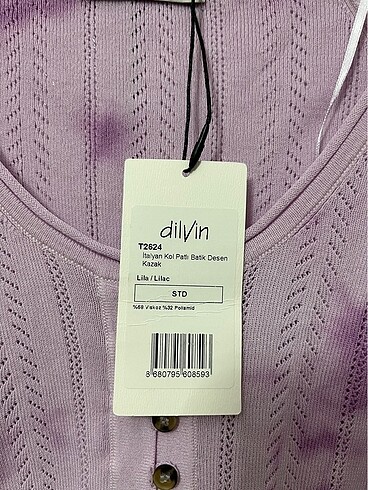 dilvin
T2624
İtalyan Kol Patlı Batik Desen
Kazak
Lila / Lilac
STD
%68 Viskoz %32 Poliamid
8 680795 608593